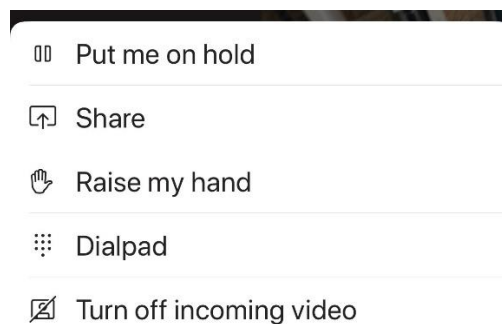 Put me on hold
Share
Raise my hand
Dialpad
Turn off incoming video